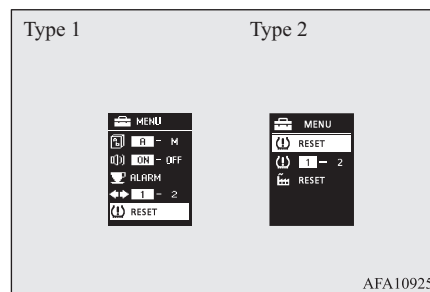 Type 1
Type 2
MENU
A - M
ON - OFF
ALARM
1 - 2
RESET
MENU
RESET
1 - 2
RESET
AFA10925